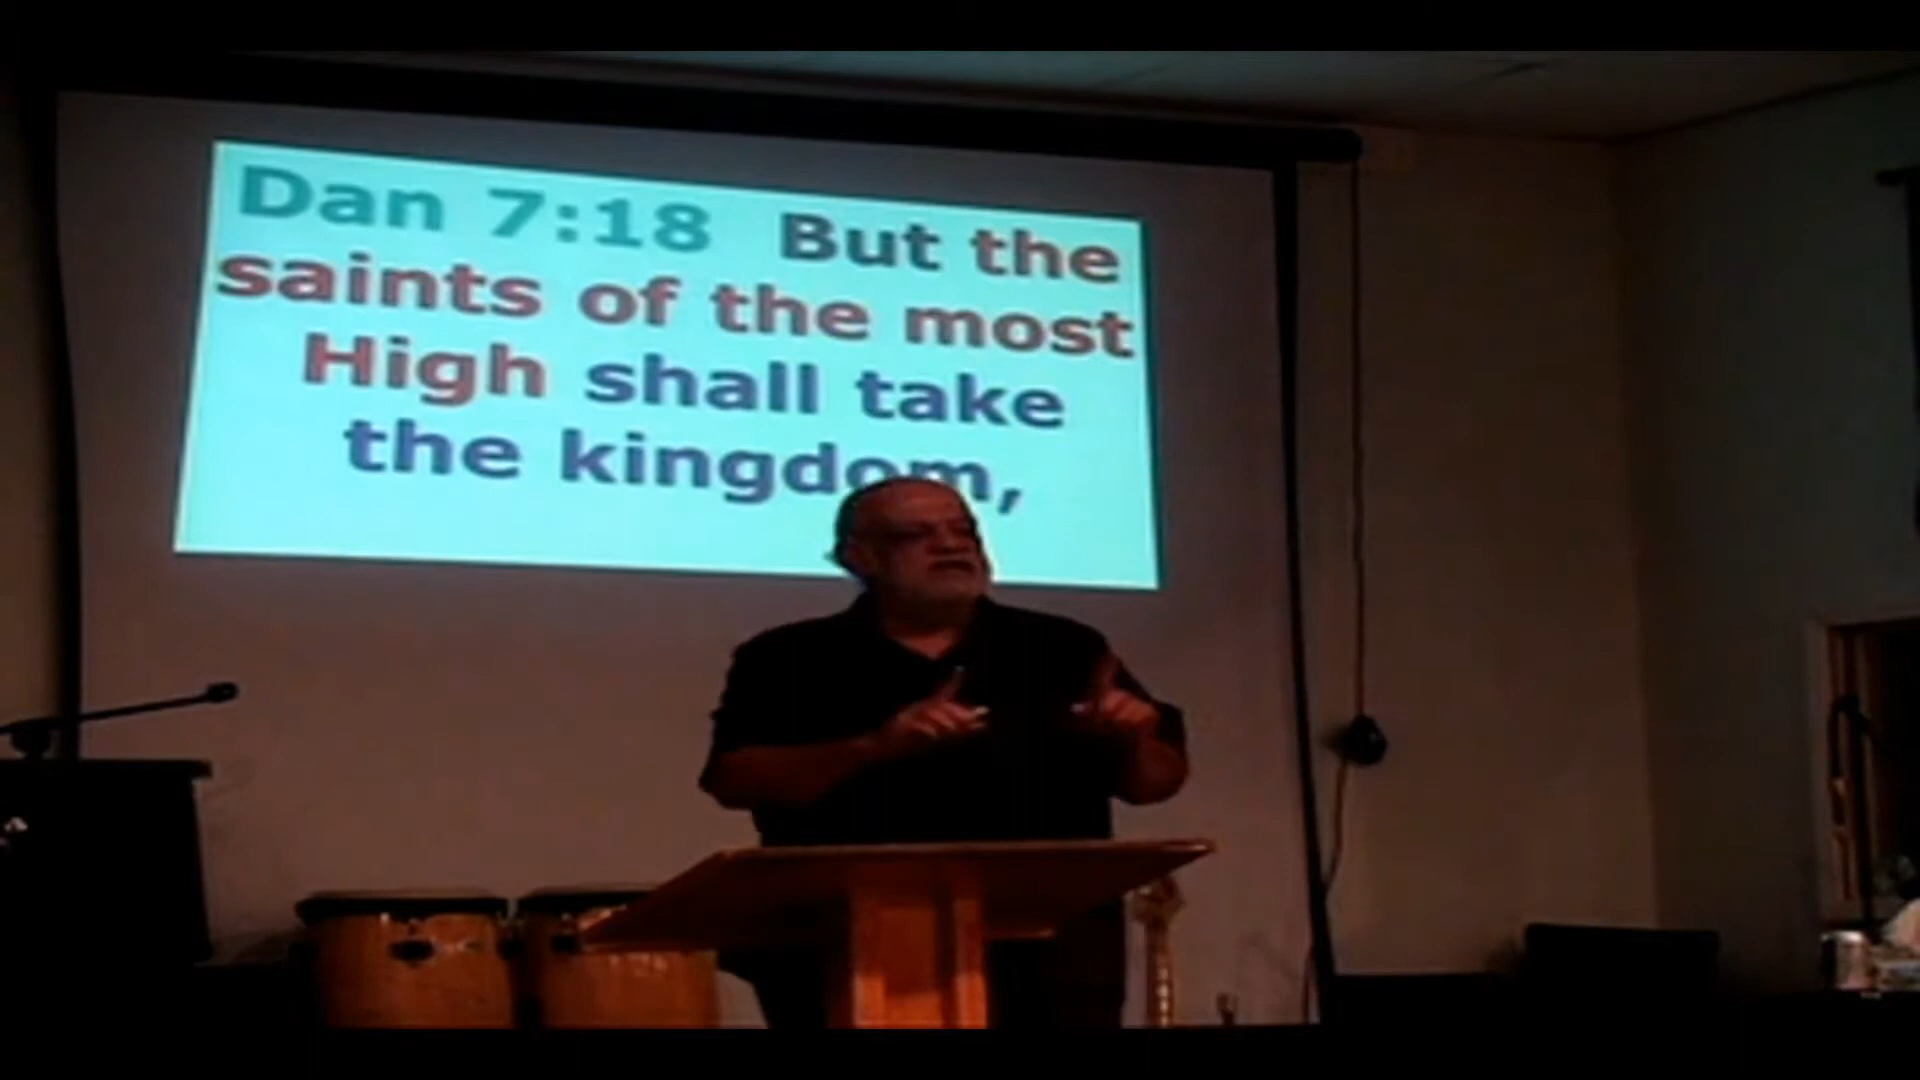 Dan 7:18 But the
saints of the most
High shall take
the kingdom,